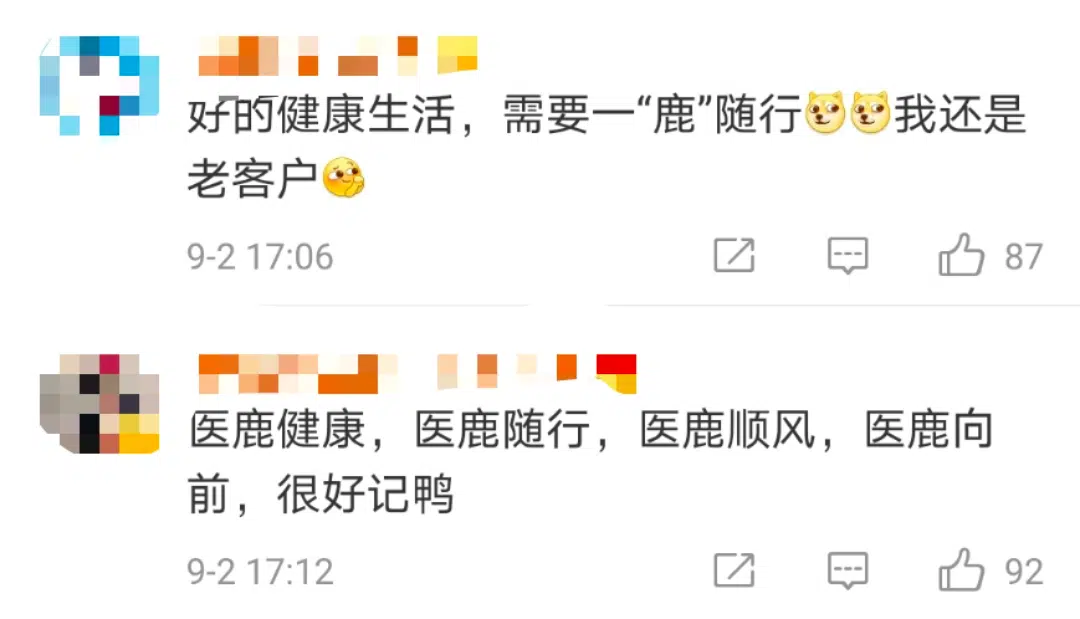 好的健康生活，需要一“鹿”随行我还是
老客户
9-2 17:06
87
医鹿健康，医鹿随行，医鹿顺风，医鹿向
前，很好记鸭
9-2 17:12
92